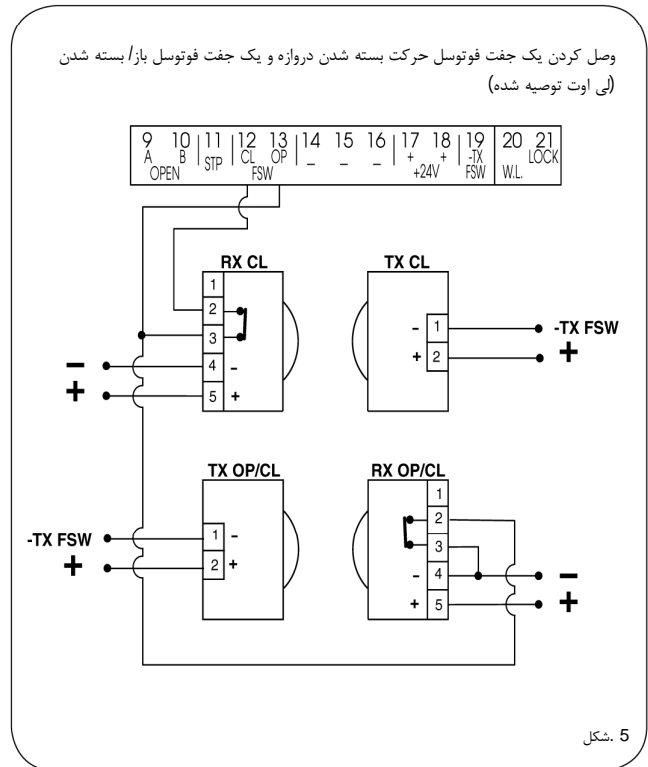 وصل کردن یک جفت فوتوسل حرکت بسته شدن دروازه و یک جفت فوتوسل باز/ بسته شدن
(لی اوت توصیه شده)
9 10 11 12 13 14 15 16 17 18 19 20 21
A B STP CL OP – – – + + -TX LOCK
OPEN FSW +24V FSW W.L.
RX CL TX CL
1
2
3
4 –
5 +
– 1
+ 2
-TX FSW
+
–
+
TX OP/CL RX OP/CL
1 –
2 +
-TX FSW
+
1
2
3
– 4
+ 5
–
+
5 .شکل